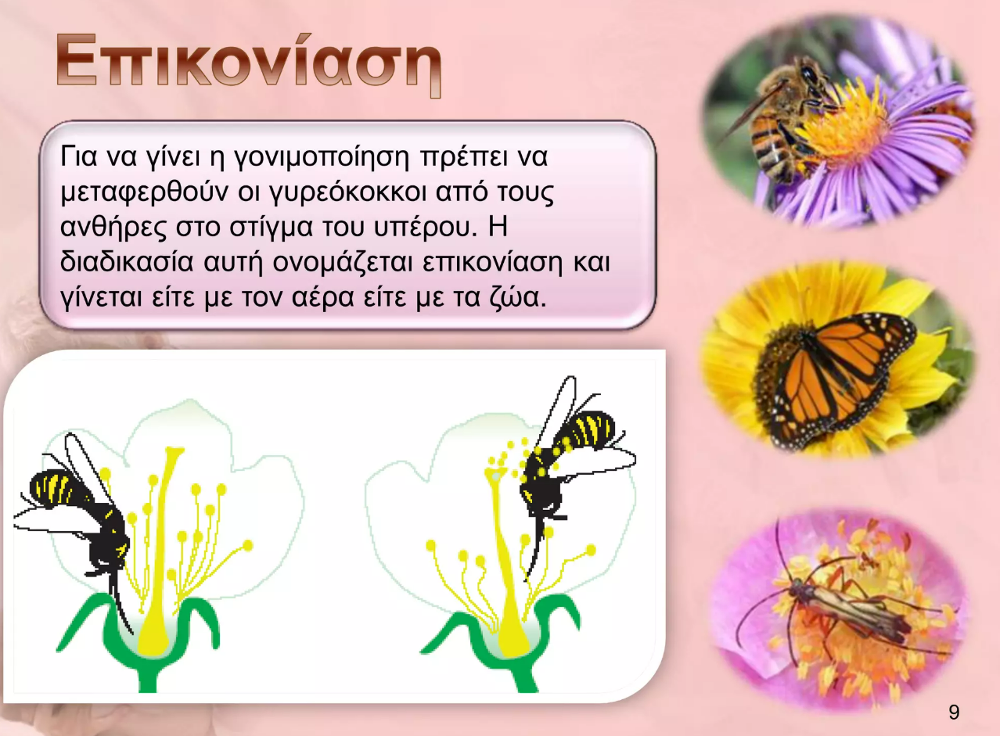 Επικονίαση
Για να γίνει η γονιμοποίηση πρέπει να
μεταφερθούν οι γυρεόκοκκοι από τους
ανθήρες στο στίγμα του υπέρου. Η
διαδικασία αυτή ονομάζεται επικονίαση και
γίνεται είτε με τον αέρα είτε με τα ζώα.
9